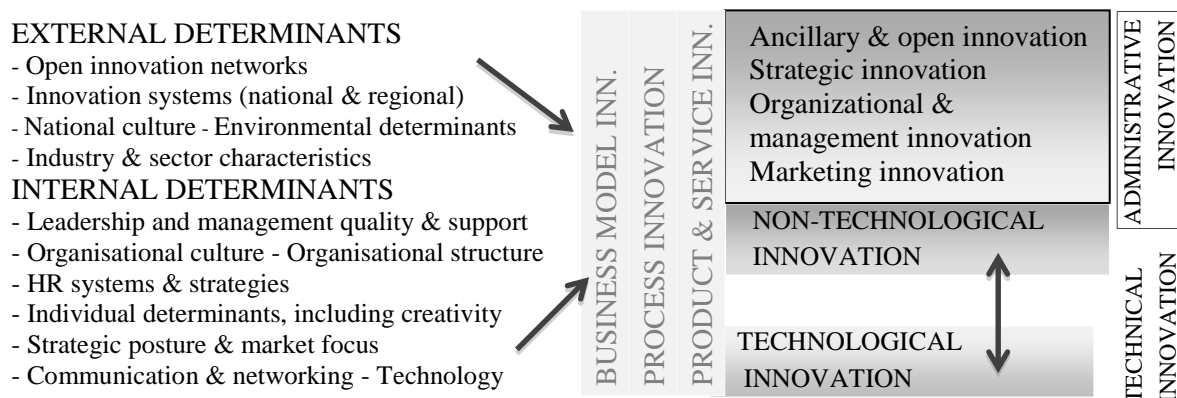 EXTERNAL DETERMINANTS
- Open innovation networks
- Innovation systems (national & regional)
- National culture - Environmental determinants
- Industry & sector characteristics
INTERNAL DETERMINANTS
- Leadership and management quality & support
- Organisational culture - Organisational structure
- HR systems & strategies
- Individual determinants, including creativity
- Strategic posture & market focus
- Communication & networking - Technology
BUSINESS MODEL INN.
PROCESS INNOVATION
PRODUCT & SERVICE INN.
Ancillary & open innovation
Strategic innovation
Organizational &
management innovation
Marketing innovation
NON-TECHNOLOGICAL
INNOVATION
TECHNOLOGICAL
INNOVATION
ADMINISTRATIVE
INNOVATION
TECHNICAL
INNOVATION